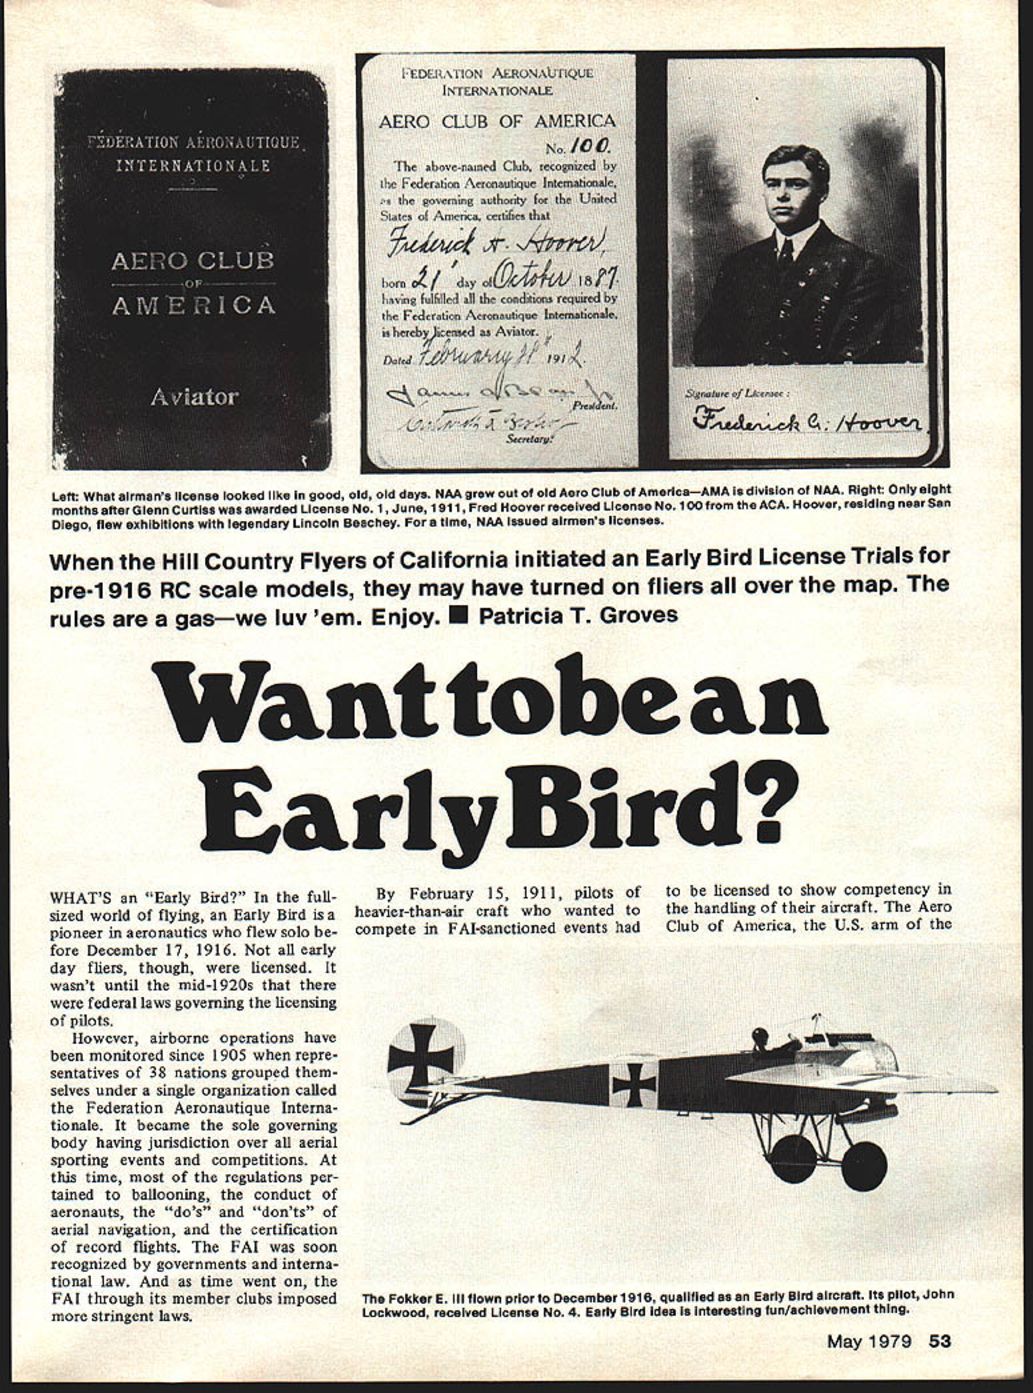 FÉDÉRATION AÉRONAUTIQUE
INTERNATIONALE
AERO CLUB
OF
AMERICA
Aviator
FEDERATION AERONAUTIQUE
INTERNATIONALE
AERO CLUB OF AMERICA
No. 100.
The above-named Club, recognized by
the Federation Aeronautique Internationale,
as the governing authority for the United
States of America, certifies that
Frederick A. Hoover,
born 21 day of October 1887.
having fulfilled all the conditions required by
the Federation Aeronautique Internationale,
is hereby licensed as Aviator.
Dated February 1912.
President.
Secretary.
Signature of Licensee :
Frederick A. Hoover.
Left: What airman's license looked like in good, old, old days. NAA grew out of old Aero Club of America—AMA is division of NAA. Right: Only eight
months after Glenn Curtiss was awarded License No. 1, June, 1911, Fred Hoover received License No. 100 from the ACA. Hoover, residing near San
Diego, flew exhibitions with legendary Lincoln Beachey. For a time, NAA issued airmen's licenses.
When the Hill Country Flyers of California initiated an Early Bird License Trials for
pre-1916 RC scale models, they may have turned on fliers all over the map. The
rules are a gas—we luv 'em. Enjoy. ■ Patricia T. Groves
Want to be an
Early Bird?
WHAT'S an "Early Bird?" In the full-
sized world of flying, an Early Bird is a
pioneer in aeronautics who flew solo be-
fore December 17, 1916. Not all early
day fliers, though, were licensed. It
wasn't until the mid-1920s that there
were federal laws governing the licensing
of pilots.
However, airborne operations have
been monitored since 1905 when repre-
sentatives of 38 nations grouped them-
selves under a single organization called
the Federation Aeronautique Interna-
tionale. It became the sole governing
body having jurisdiction over all aerial
sporting events and competitions. At
this time, most of the regulations per-
tained to ballooning, the conduct of
aeronauts, the "do's" and "don'ts" of
aerial navigation, and the certification
of record flights. The FAI was soon
recognized by governments and interna-
tional law. And as time went on, the
FAI through its member clubs imposed
more stringent laws.
By February 15, 1911, pilots of
heavier-than-air craft who wanted to
compete in FAI-sanctioned events had
to be licensed to show competency in
the handling of their aircraft. The Aero
Club of America, the U.S. arm of the
The Fokker E. III flown prior to December 1916, qualified as an Early Bird aircraft. Its pilot, John
Lockwood, received License No. 4. Early Bird idea is interesting fun/achievement thing.
May 1979 53